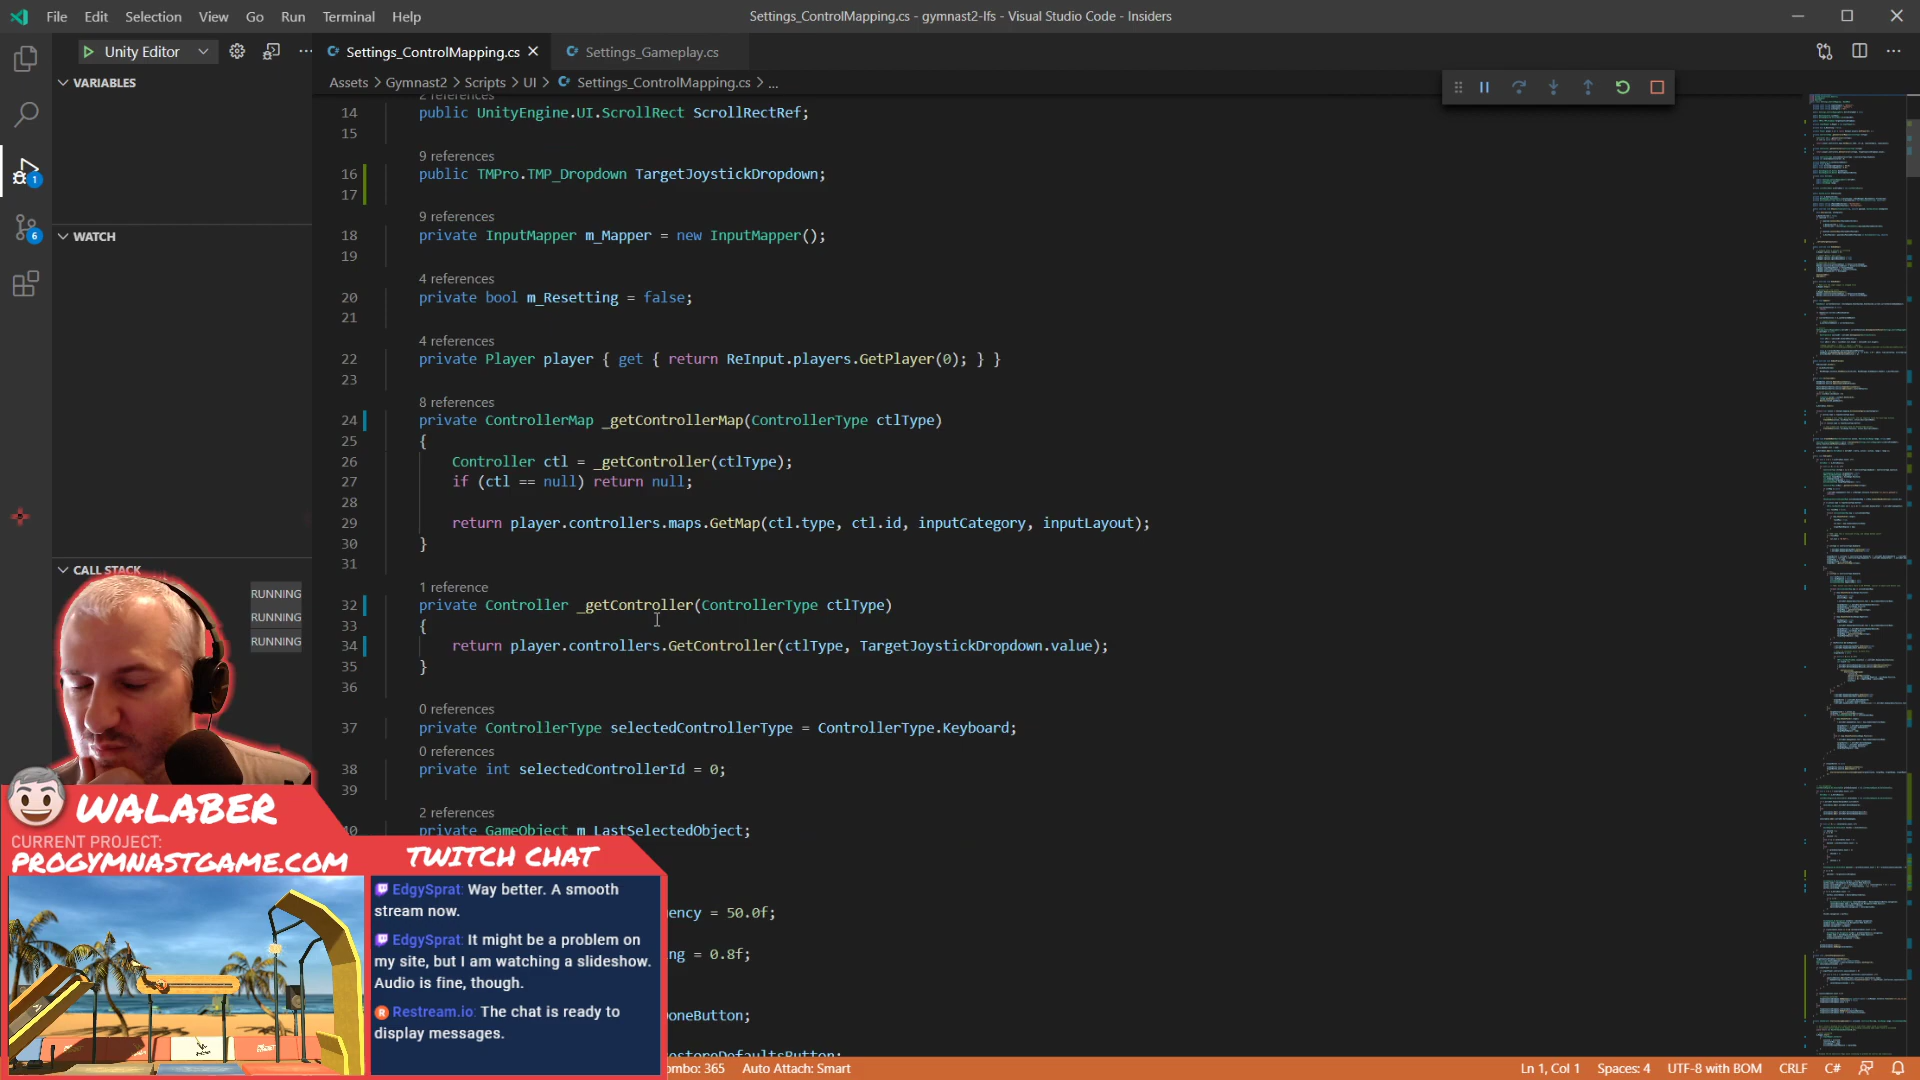 File Edit Selection View Go Run Terminal Help
Settings_ControlMapping.cs - gymnast2-lfs - Visual Studio Code - Insiders
Unity Editor
Settings_ControlMapping.cs
Settings_Gameplay.cs
Assets > Gymnast2 > Scripts > UI > Settings_ControlMapping.cs > ...
VARIABLES
WATCH
CALL STACK
RUNNING
RUNNING
RUNNING
1
6
2 references
14 public UnityEngine.UI.ScrollRect ScrollRectRef;
15
9 references
16 public TMPro.TMP_Dropdown TargetJoystickDropdown;
17
9 references
18 private InputMapper m_Mapper = new InputMapper();
19
4 references
20 private bool m_Resetting = false;
21
4 references
22 private Player player { get { return ReInput.players.GetPlayer(0); } }
23
8 references
24 private ControllerMap _getControllerMap(ControllerType ctlType)
25 {
26 Controller ctl = _getController(ctlType);
27 if (ctl == null) return null;
28
29 return player.controllers.maps.GetMap(ctl.type, ctl.id, inputCategory, inputLayout);
30 }
31
1 reference
32 private Controller _getController(ControllerType ctlType)
33 {
34 return player.controllers.GetController(ctlType, TargetJoystickDropdown.value);
35 }
36
0 references
37 private ControllerType selectedControllerType = ControllerType.Keyboard;
0 references
38 private int selectedControllerId = 0;
39
2 references
40 private GameObject m_LastSelectedObject;
ency = 50.0f;
ng = 0.8f;
oneButton;
estoreDefaultsButton;
WALABER
CURRENT PROJECT:
PROGYMNASTGAME.COM
TWITCH CHAT
EdgySprat: Way better. A smooth
stream now.
EdgySprat: It might be a problem on
my site, but I am watching a slideshow.
Audio is fine, though.
Restream.io: The chat is ready to
display messages.
ombo: 365 Auto Attach: Smart
Ln 1, Col 1 Spaces: 4 UTF-8 with BOM CRLF C#